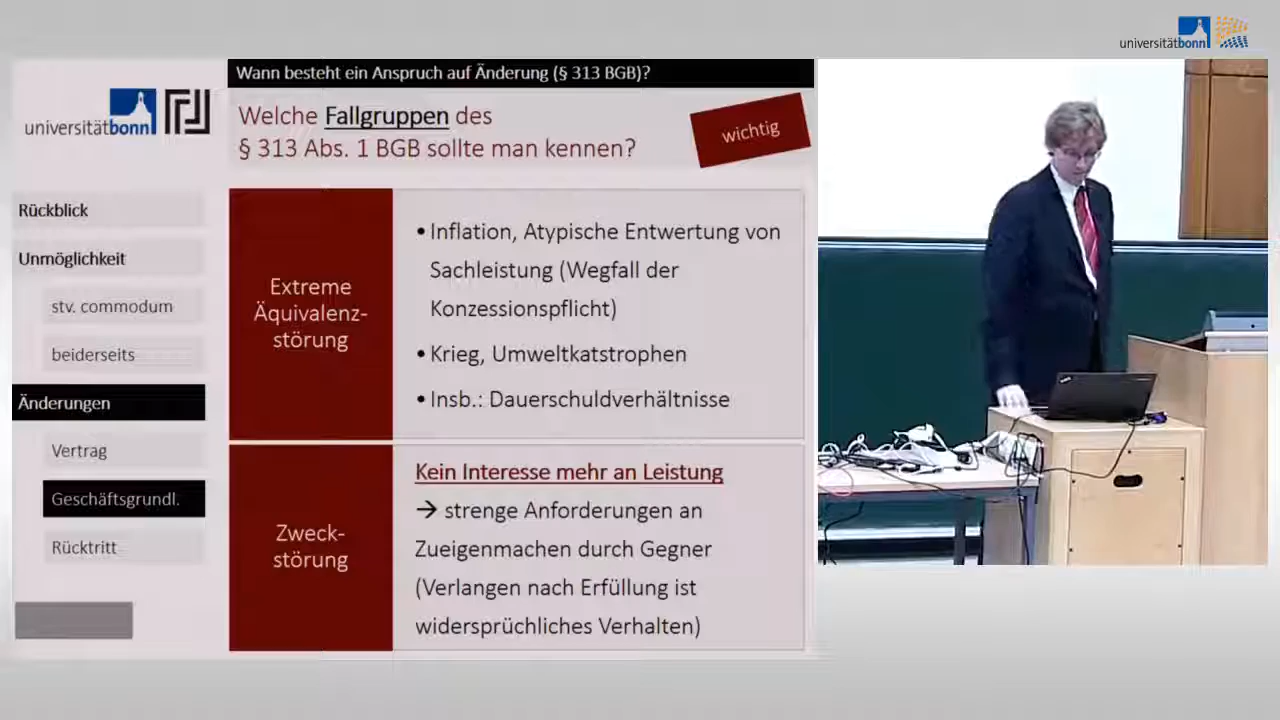 universitätbonn
Wann besteht ein Anspruch auf Änderung (§ 313 BGB)?
universitätbonn
Welche Fallgruppen des
§ 313 Abs. 1 BGB sollte man kennen?
wichtig
Rückblick
Unmöglichkeit
stv. commodum
beiderseits
Änderungen
Vertrag
Geschäftsgrundl.
Rücktritt
Extreme
Äquivalenz-
störung
• Inflation, Atypische Entwertung von
Sachleistung (Wegfall der
Konzessionspflicht)
• Krieg, Umweltkatstrophen
• Insb.: Dauerschuldverhältnisse
Zweck-
störung
Kein Interesse mehr an Leistung
→ strenge Anforderungen an
Zueigenmachen durch Gegner
(Verlangen nach Erfüllung ist
widersprüchliches Verhalten)